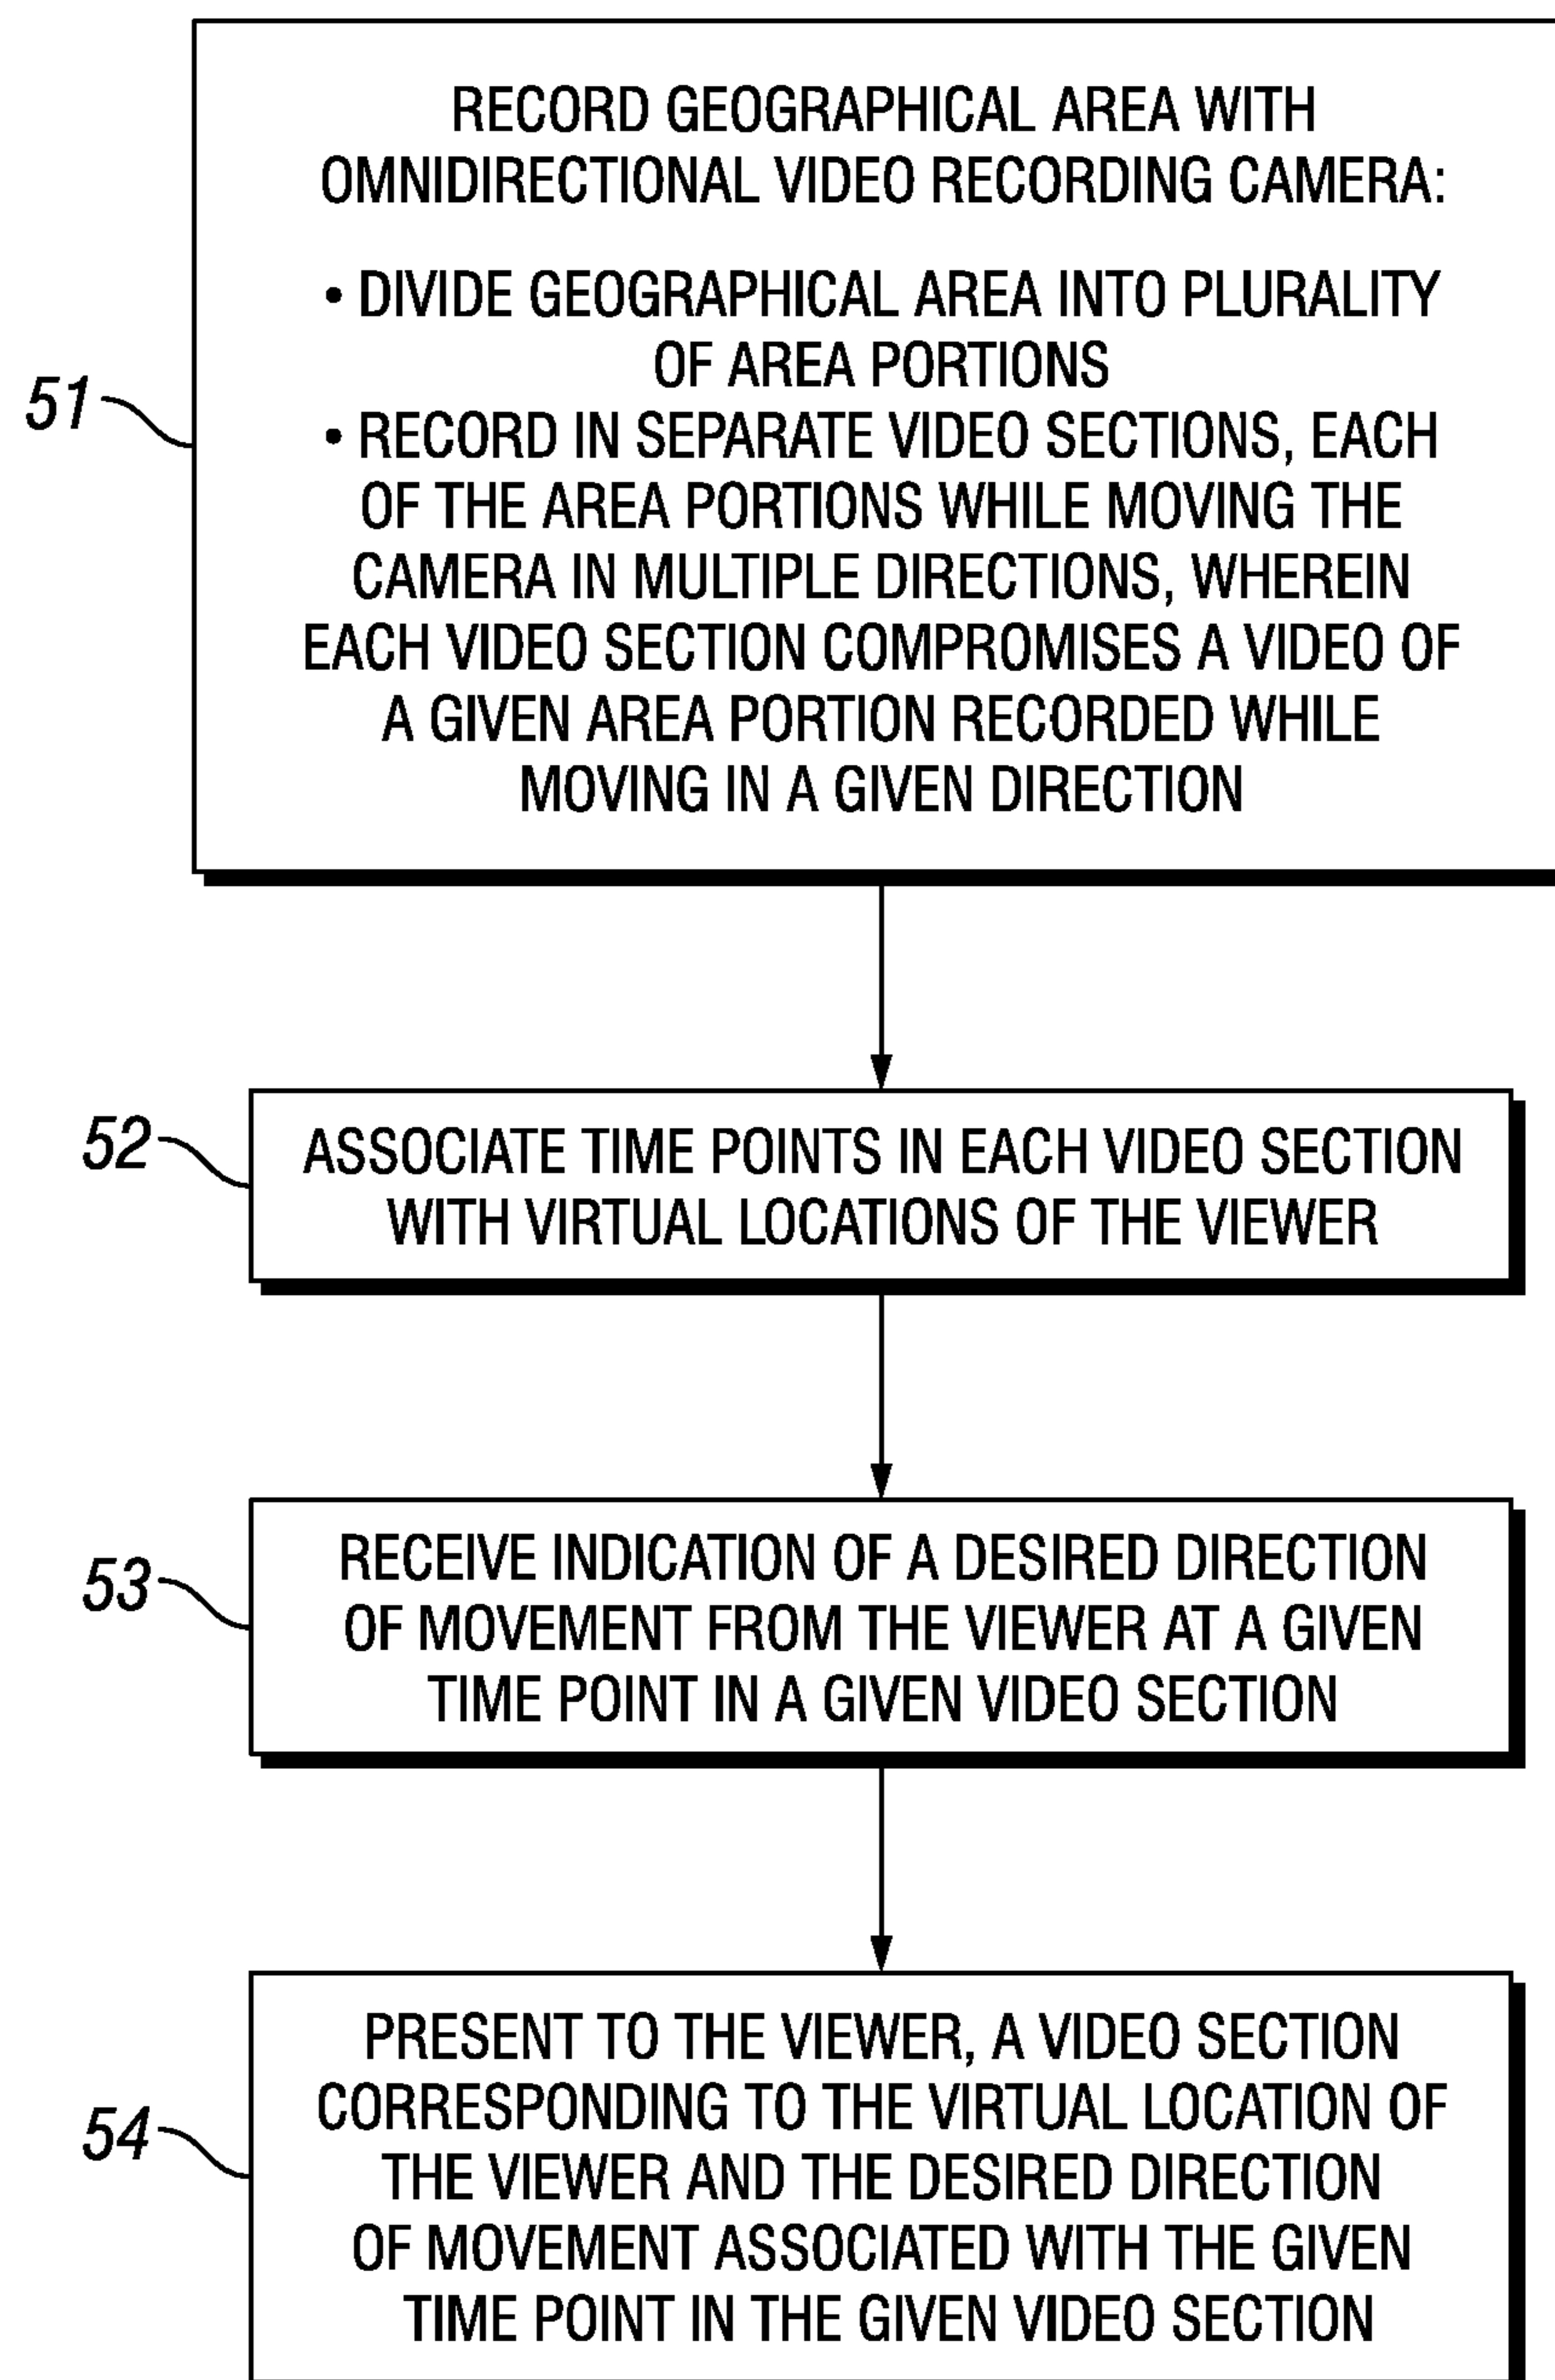 RECORD GEOGRAPHICAL AREA WITH
OMNIDIRECTIONAL VIDEO RECORDING CAMERA:
• DIVIDE GEOGRAPHICAL AREA INTO PLURALITY
OF AREA PORTIONS
51
• RECORD IN SEPARATE VIDEO SECTIONS, EACH
OF THE AREA PORTIONS WHILE MOVING THE
CAMERA IN MULTIPLE DIRECTIONS, WHEREIN
EACH VIDEO SECTION COMPROMISES A VIDEO OF
A GIVEN AREA PORTION RECORDED WHILE
MOVING IN A GIVEN DIRECTION
52
ASSOCIATE TIME POINTS IN EACH VIDEO SECTION
WITH VIRTUAL LOCATIONS OF THE VIEWER
53
RECEIVE INDICATION OF A DESIRED DIRECTION
OF MOVEMENT FROM THE VIEWER AT A GIVEN
TIME POINT IN A GIVEN VIDEO SECTION
54
PRESENT TO THE VIEWER, A VIDEO SECTION
CORRESPONDING TO THE VIRTUAL LOCATION OF
THE VIEWER AND THE DESIRED DIRECTION
OF MOVEMENT ASSOCIATED WITH THE GIVEN
TIME POINT IN THE GIVEN VIDEO SECTION